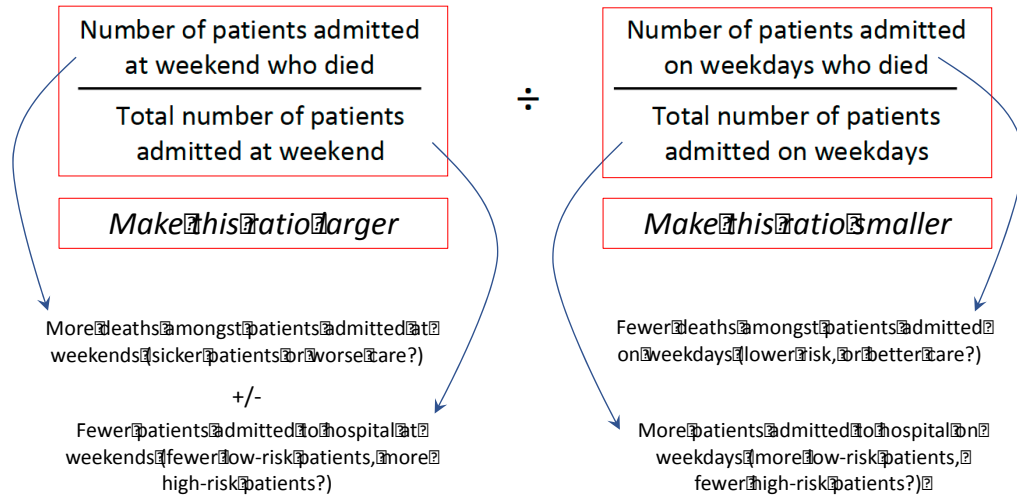 Number of patients admitted
at weekend who died
Total number of patients
admitted at weekend
÷
Number of patients admitted
on weekdays who died
Total number of patients
admitted on weekdays
Make⍰this⍰ratio⍰larger
Make⍰this⍰ratio⍰smaller
More⍰deaths⍰amongst⍰patients⍰admitted⍰at⍰
weekends⍰(sicker⍰patients⍰or⍰worse⍰care?)
+/-
Fewer⍰patients⍰admitted⍰to⍰hospital⍰at⍰
weekends⍰(fewer⍰low-risk⍰patients,⍰more⍰
high-risk⍰patients?)
Fewer⍰deaths⍰amongst⍰patients⍰admitted⍰
on⍰weekdays⍰(lower⍰risk,⍰or⍰better⍰care?)
More⍰patients⍰admitted⍰to⍰hospital⍰on⍰
weekdays⍰(more⍰low-risk⍰patients,⍰
fewer⍰high-risk⍰patients?)⍰